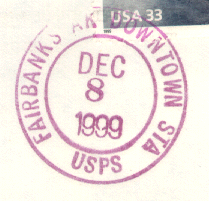 USA 33
FAIRBANKS AK DOWNTOWN STA
DEC
8
1999
USPS